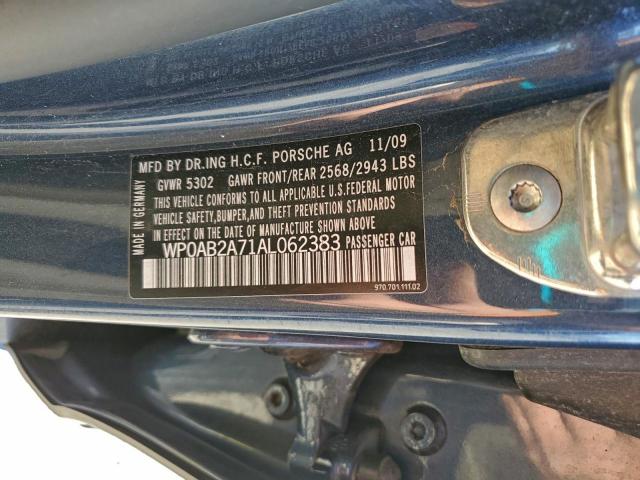 MFD BY DR.ING H.C.F. PORSCHE AG 11/09
GVWR 5302 GAWR FRONT/REAR 2568/2943 LBS
THIS VEHICLE CONFORMS TO ALL APPLICABLE U.S.FEDERAL MOTOR
VEHICLE SAFETY,BUMPER,AND THEFT PREVENTION STANDARDS
IN EFFECT ON THE DATE OF MANUFACTURE SHOWN ABOVE
WP0AB2A71AL062383 PASSENGER CAR
970.701.111.02
MADE IN GERMANY